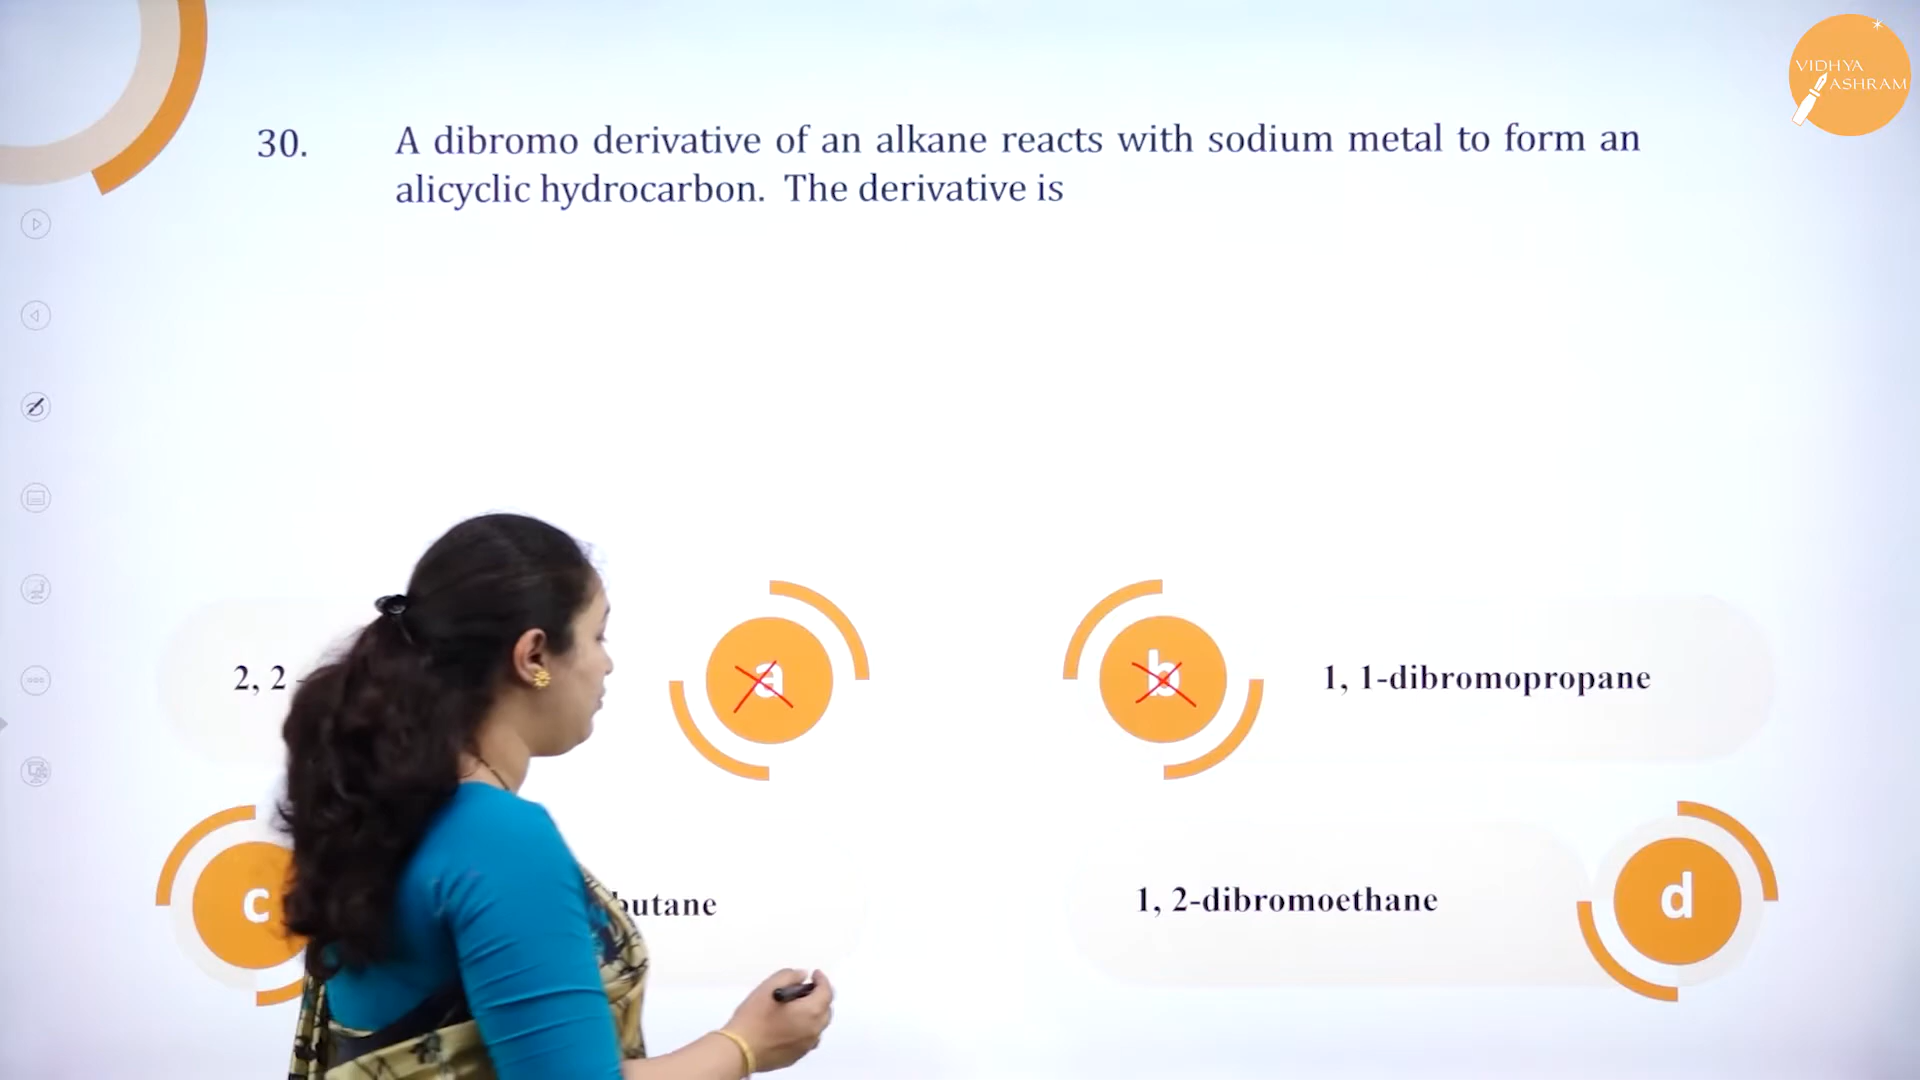 VIDHYA
ASHRAM
30. A dibromo derivative of an alkane reacts with sodium metal to form an
alicyclic hydrocarbon. The derivative is
2, 2 -
a
b
1, 1-dibromopropane
c
butane
1, 2-dibromoethane
d